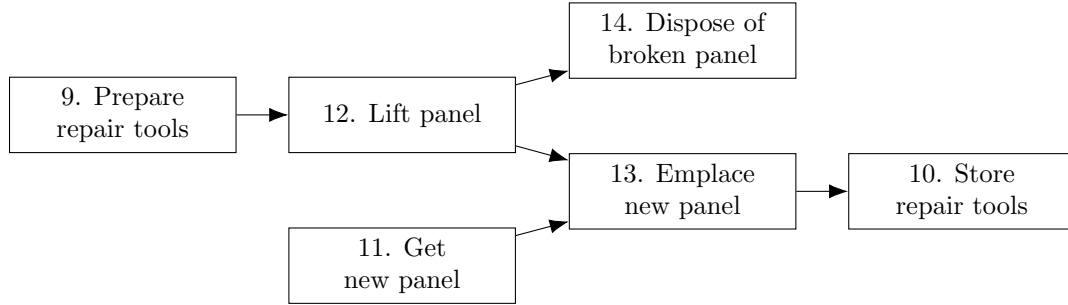 14. Dispose of
broken panel
9. Prepare
repair tools
12. Lift panel
13. Emplace
new panel
10. Store
repair tools
11. Get
new panel